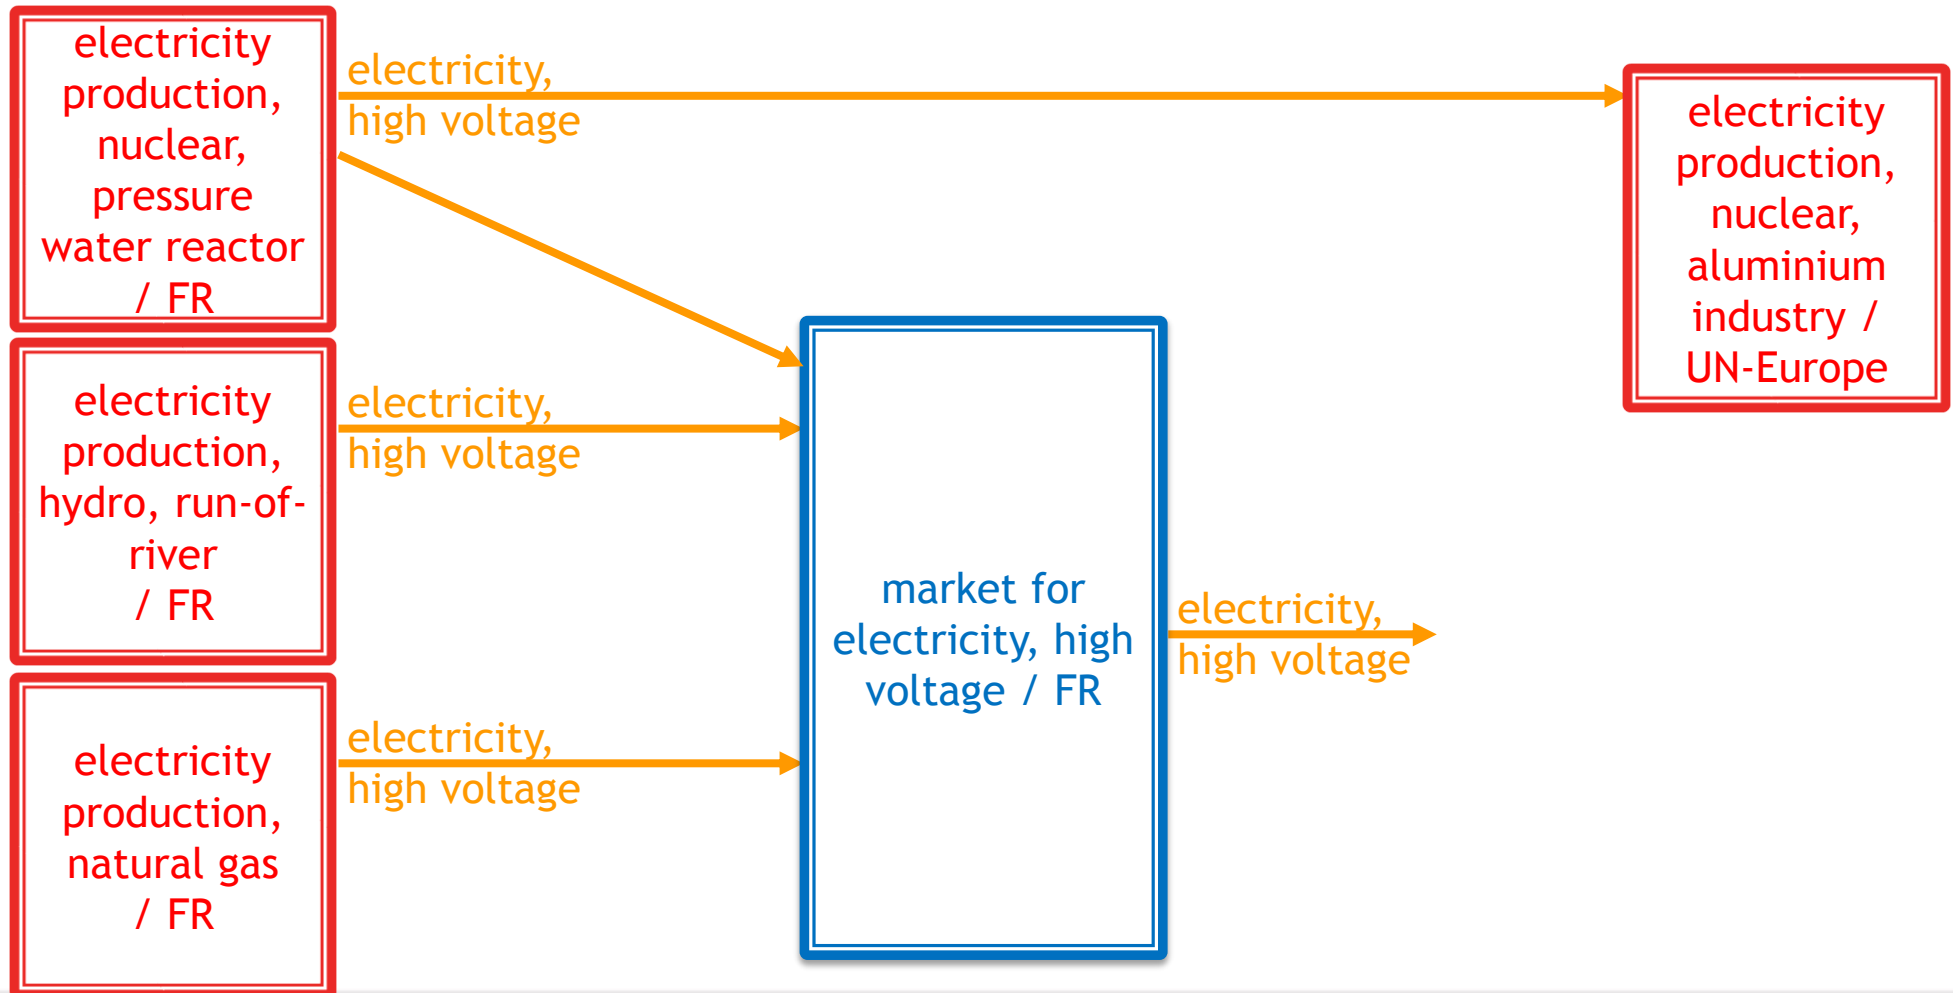 electricity
production,
nuclear,
pressure
water reactor
/ FR
electricity,
high voltage
electricity
production,
nuclear,
aluminium
industry /
UN-Europe
electricity
production,
hydro, run-of-
river
/ FR
electricity,
high voltage
market for
electricity, high
voltage / FR
electricity,
high voltage
electricity
production,
natural gas
/ FR
electricity,
high voltage